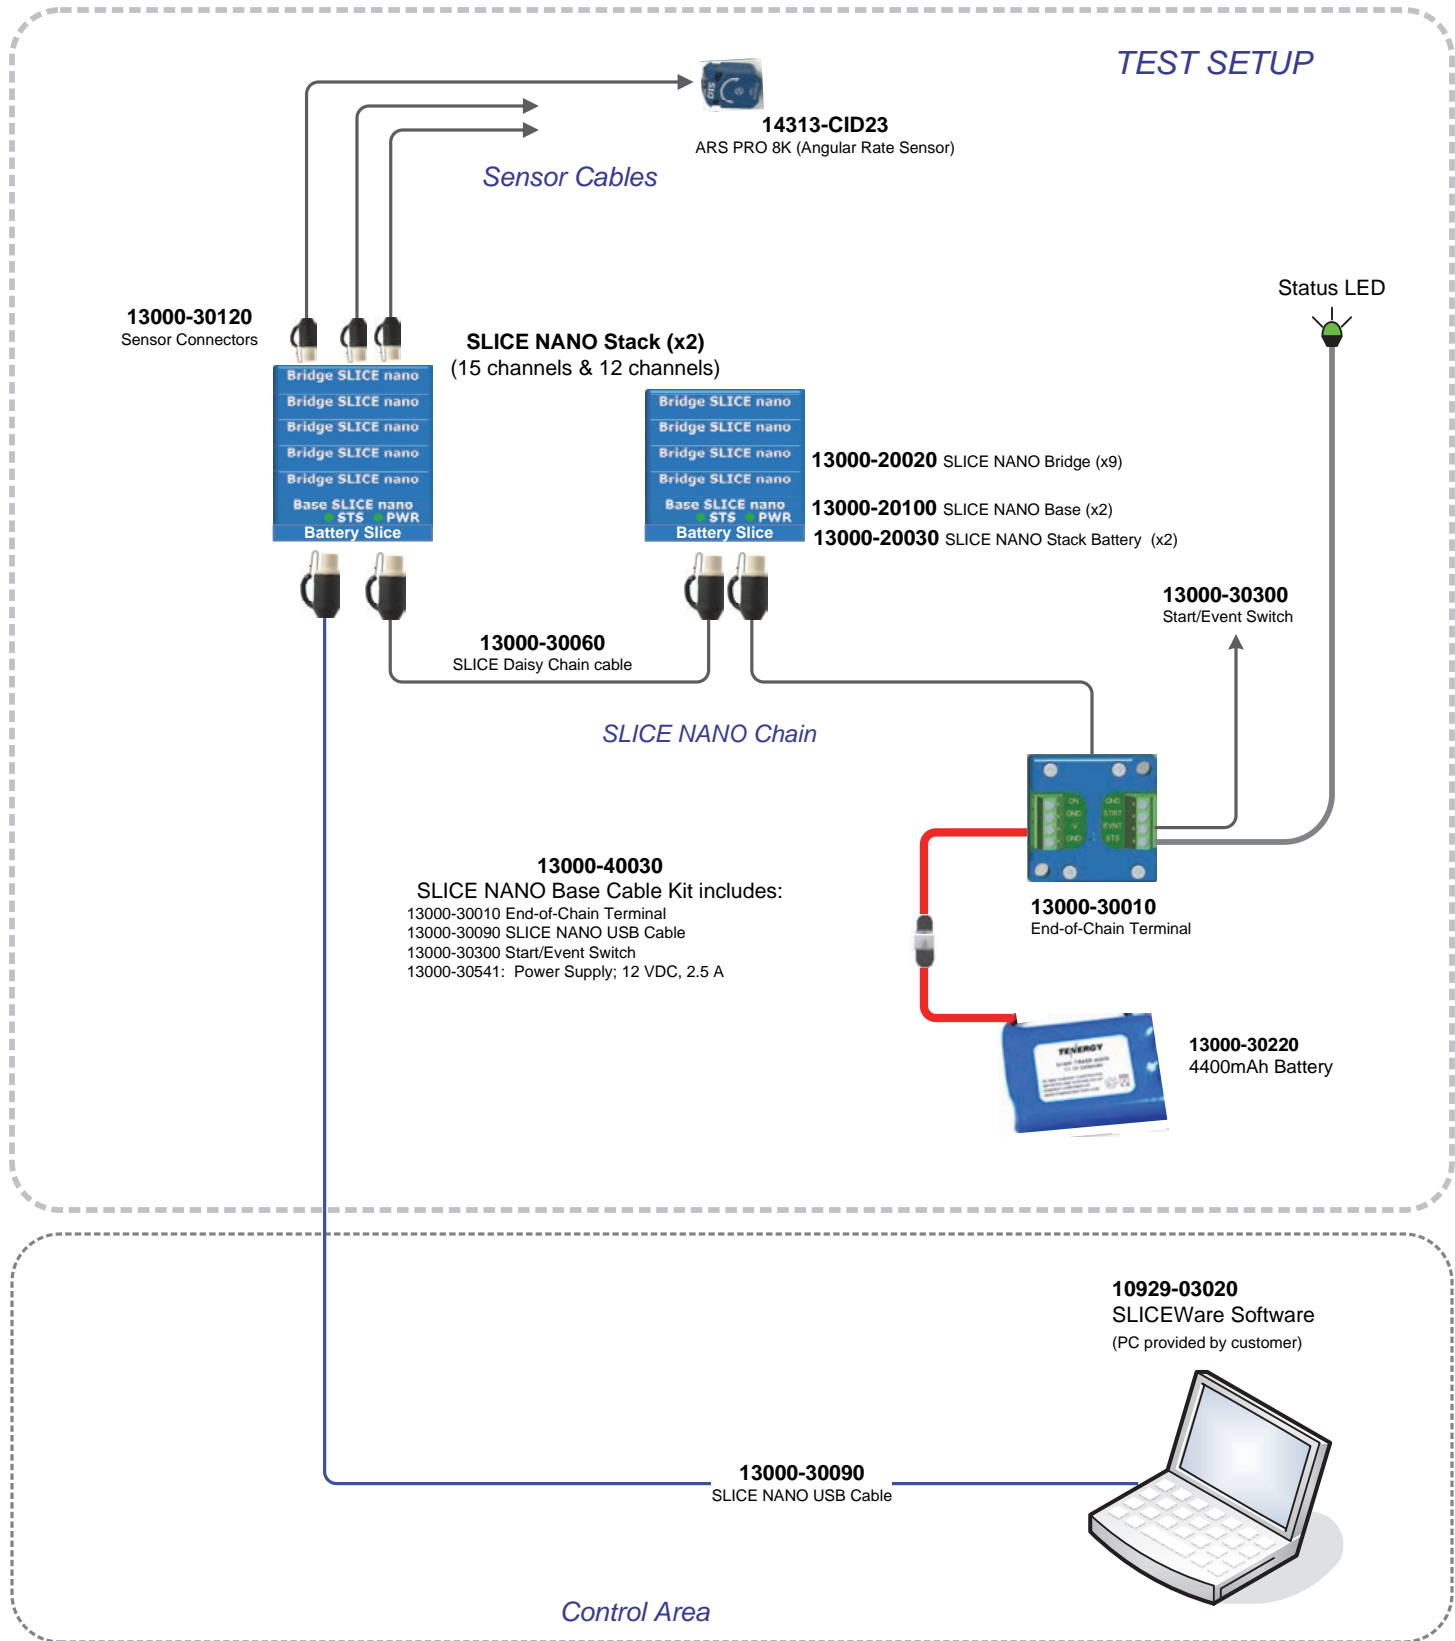 TEST SETUP
14313-CID23
ARS PRO 8K (Angular Rate Sensor)
Sensor Cables
Status LED
13000-30120
Sensor Connectors
SLICE NANO Stack (x2)
(15 channels & 12 channels)
Bridge SLICE nano
Bridge SLICE nano
Bridge SLICE nano
Bridge SLICE nano
Bridge SLICE nano
Base SLICE nano
STS PWR
Battery Slice
Bridge SLICE nano
Bridge SLICE nano
Bridge SLICE nano
Bridge SLICE nano
Base SLICE nano
STS PWR
Battery Slice
13000-20020 SLICE NANO Bridge (x9)
13000-20100 SLICE NANO Base (x2)
13000-20030 SLICE NANO Stack Battery (x2)
13000-30300
Start/Event Switch
13000-30060
SLICE Daisy Chain cable
SLICE NANO Chain
ON
GND
GND
GND
STRT
EVNT
STS
13000-30010
End-of-Chain Terminal
13000-40030
SLICE NANO Base Cable Kit includes:
13000-30010 End-of-Chain Terminal
13000-30090 SLICE NANO USB Cable
13000-30300 Start/Event Switch
13000-30541: Power Supply; 12 VDC, 2.5 A
TENERGY
13000-30220
4400mAh Battery
10929-03020
SLICEWare Software
(PC provided by customer)
13000-30090
SLICE NANO USB Cable
Control Area